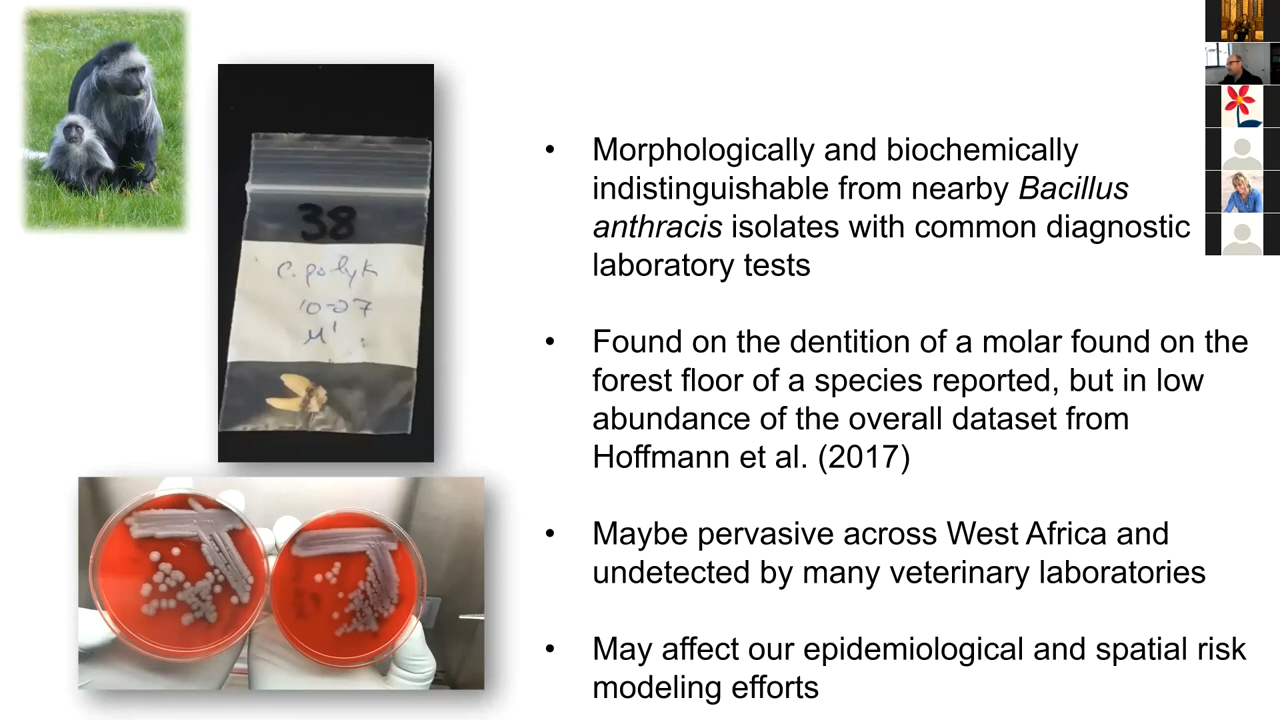 38
C. polyk
10-27
M¹
• Morphologically and biochemically
indistinguishable from nearby Bacillus
anthracis isolates with common diagnostic
laboratory tests
• Found on the dentition of a molar found on the
forest floor of a species reported, but in low
abundance of the overall dataset from
Hoffmann et al. (2017)
• Maybe pervasive across West Africa and
undetected by many veterinary laboratories
• May affect our epidemiological and spatial risk
modeling efforts